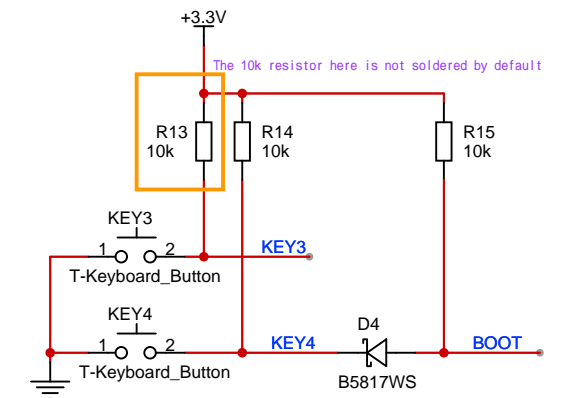 +3.3V
The 10k resistor here is not soldered by default
R13
10k
R14
10k
R15
10k
KEY3
1
2
KEY3
T-Keyboard_Button
KEY4
1
2
KEY4
D4
BOOT
T-Keyboard_Button
B5817WS